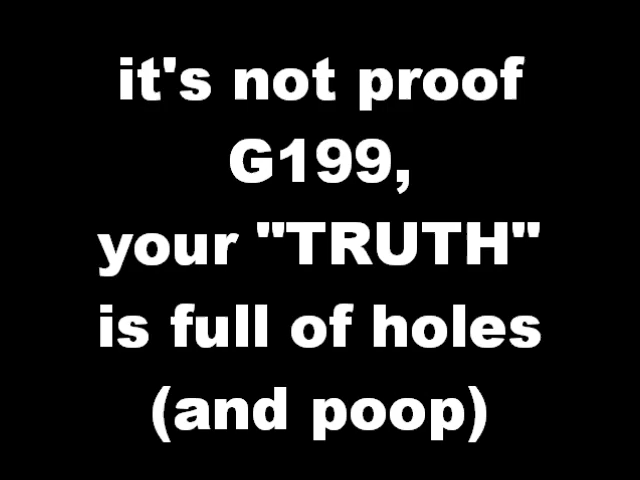 it's not proof
G199,
your "TRUTH"
is full of holes
(and poop)